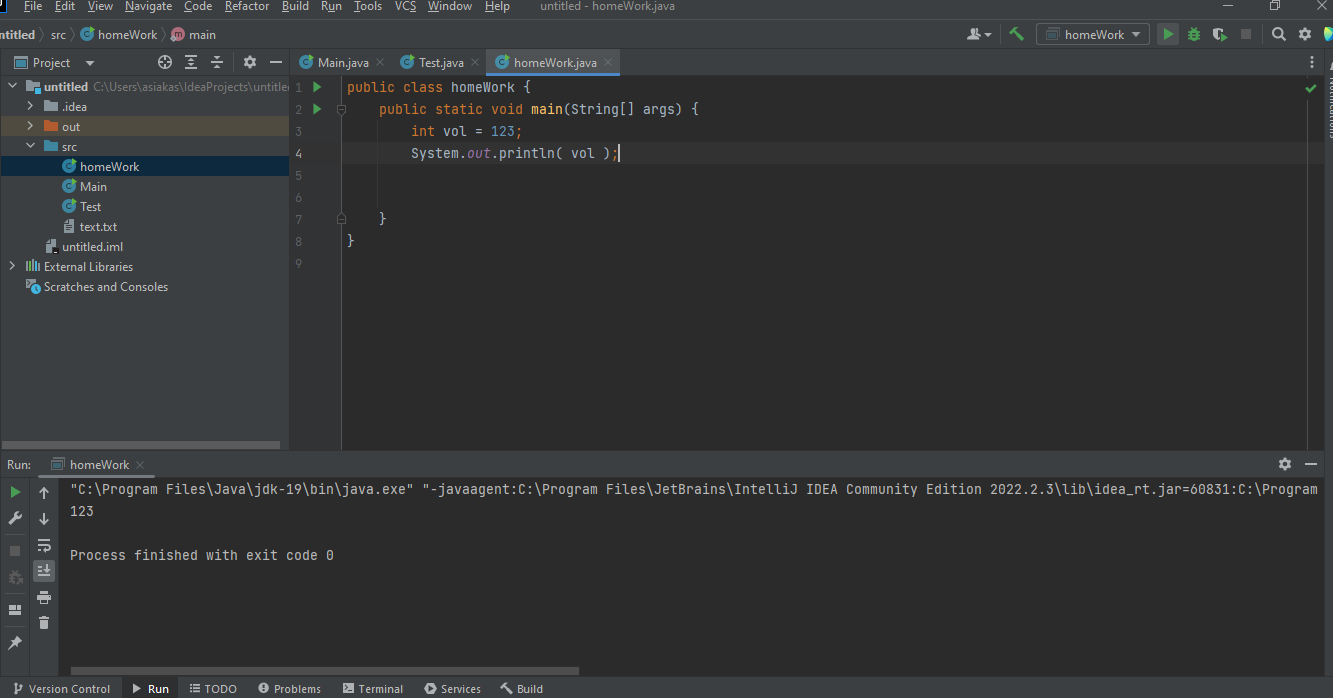 File Edit View Navigate Code Refactor Build Run Tools VCS Window Help untitled - homeWork.java
ntitled src homeWork main homeWork
Project
Main.java Test.java homeWork.java
untitled C:\Users\asiakas\IdeaProjects\untitle
.idea
out
src
homeWork
Main
Test
text.txt
untitled.iml
External Libraries
Scratches and Consoles
1 public class homeWork {
2 public static void main(String[] args) {
3 int vol = 123;
4 System.out.println( vol );
5
6
7 }
8 }
9
Run: homeWork
"C:\Program Files\Java\jdk-19\bin\java.exe" "-javaagent:C:\Program Files\JetBrains\IntelliJ IDEA Community Edition 2022.2.3\lib\idea_rt.jar=60831:C:\Program
123
Process finished with exit code 0
Version Control Run TODO Problems Terminal Services Build